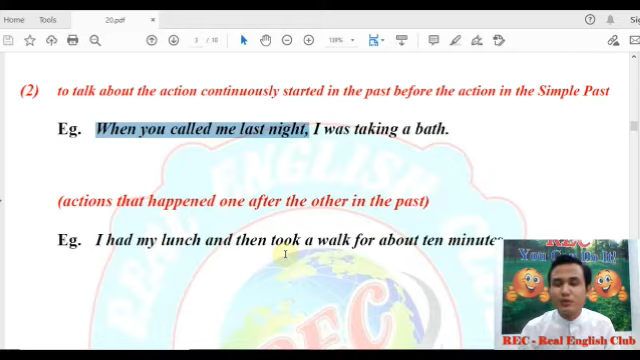 Home Tools 20.pdf ×
3 / 10 138%
(2) to talk about the action continuously started in the past before the action in the Simple Past
Eg. When you called me last night, I was taking a bath.
(actions that happened one after the other in the past)
Eg. I had my lunch and then took a walk for about ten minutes
REC
REC
You Can Do It!
REC - Real English Club